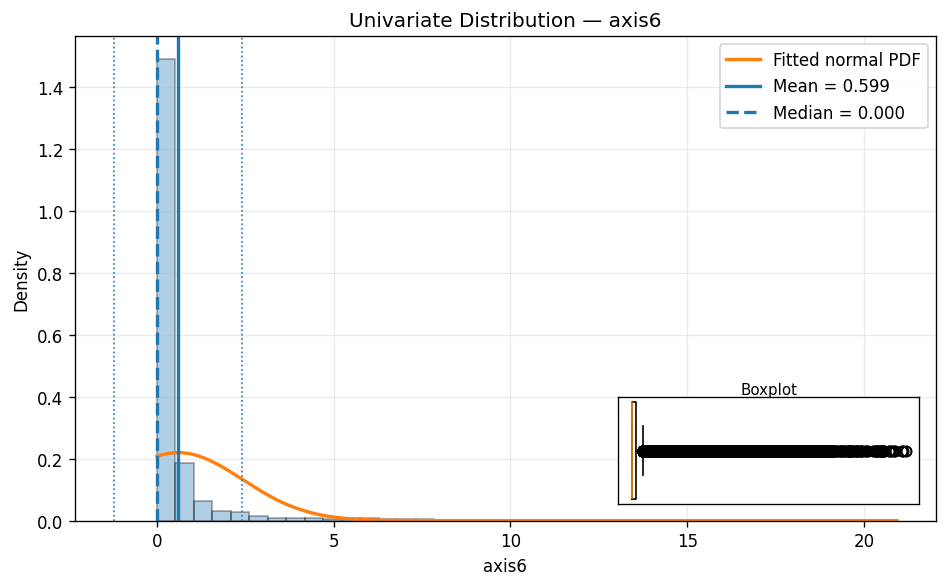 Univariate Distribution — axis6
Fitted normal PDF
Mean = 0.599
Median = 0.000
Density
1.4
1.2
1.0
0.8
0.6
0.4
0.2
0.0
Boxplot
0 5 10 15 20
axis6